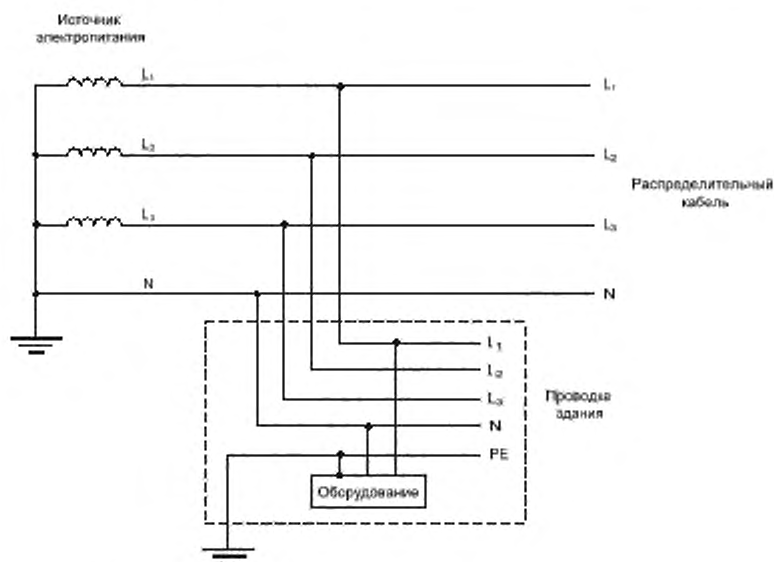 Источник
электропитания
L₁
L₁
L₂
L₂
Распределительный
кабель
L₃
L₃
N
N
L₁
L₂
L₃
Проводка
здания
N
PE
Оборудование